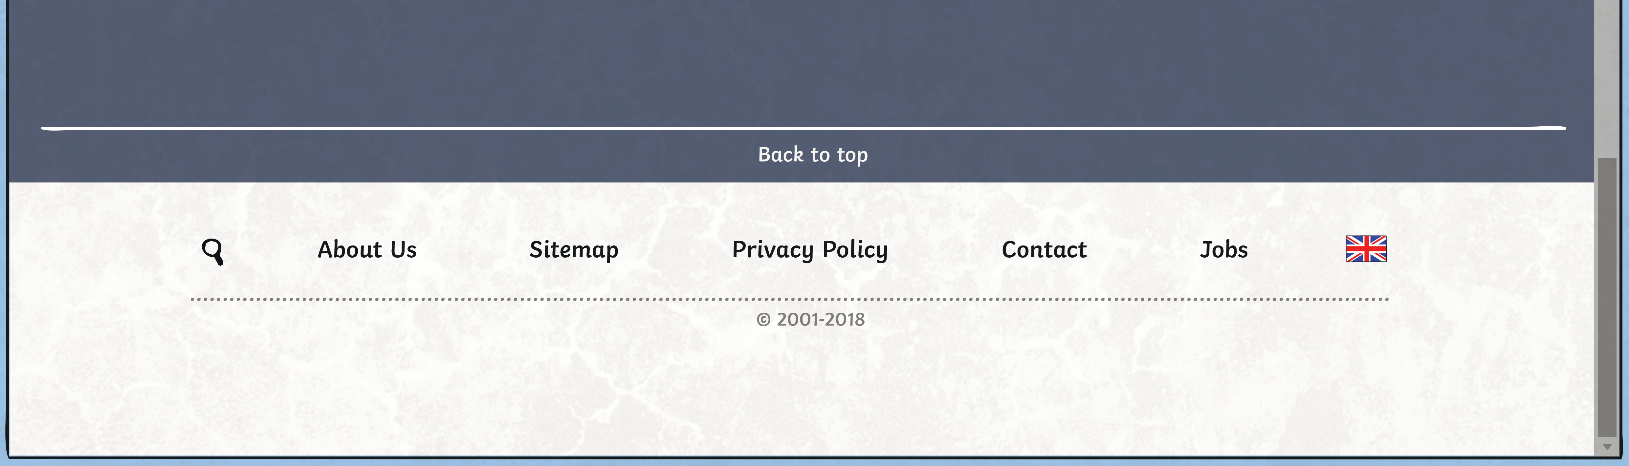 Back to top
About Us Sitemap Privacy Policy Contact Jobs
© 2001-2018